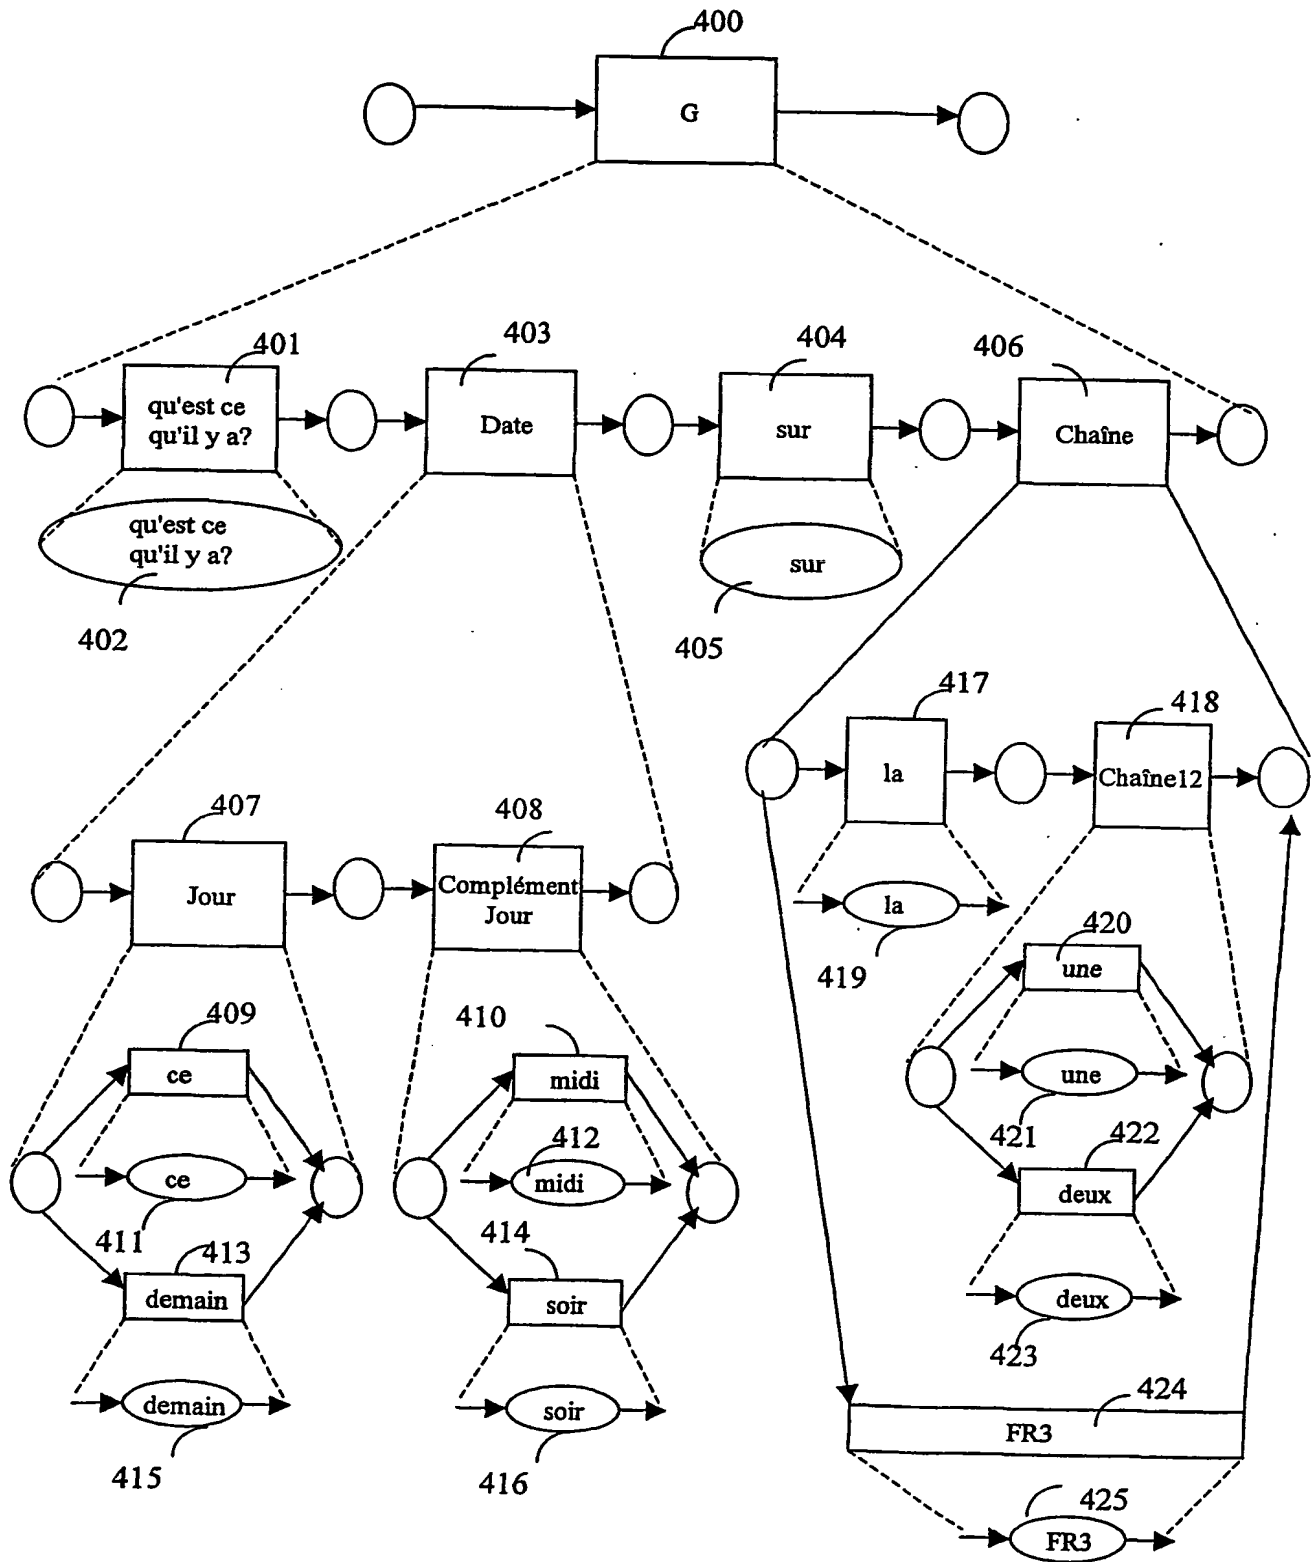 400
G
401
403
404
406
qu'est ce
qu'il y a?
Date
sur
Chaîne
qu'est ce
qu'il y a?
sur
402
405
417
418
la
Chaîne12
407
408
Jour
Complément
Jour
la
419
420
une
409
410
ce
midi
une
421
412
422
ce
midi
deux
411
413
414
demain
soir
deux
423
424
demain
soir
FR3
415
416
425
FR3